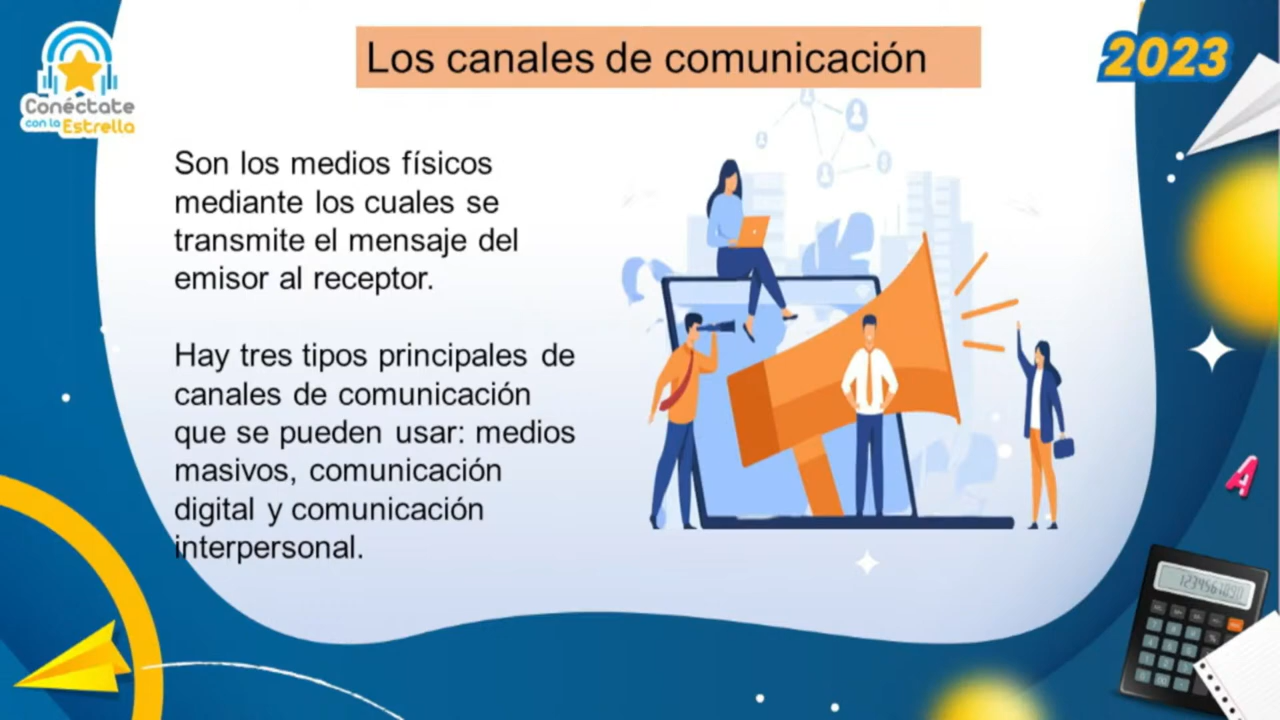 Conéctate
con la Estrella
Los canales de comunicación
2023
Son los medios físicos
mediante los cuales se
transmite el mensaje del
emisor al receptor.
Hay tres tipos principales de
canales de comunicación
que se pueden usar: medios
masivos, comunicación
digital y comunicación
interpersonal.
A